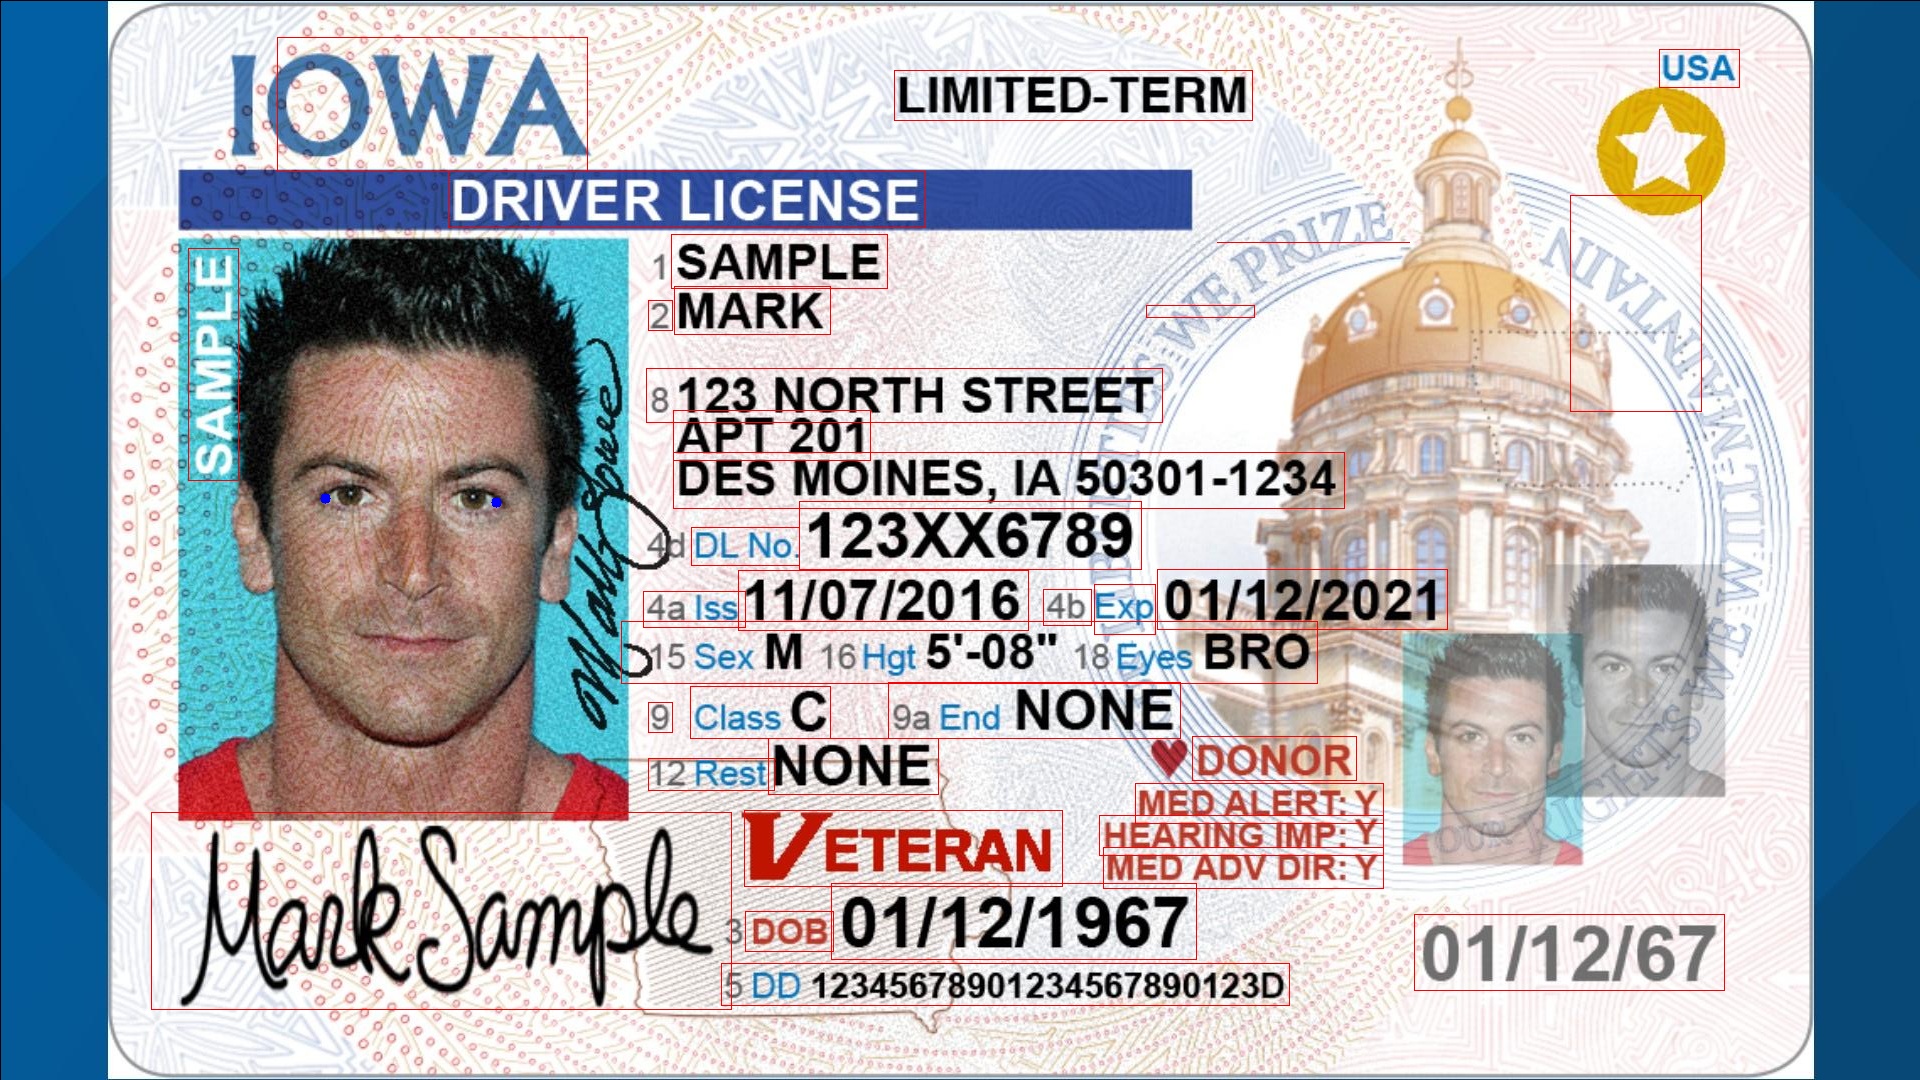 IOWA
LIMITED-TERM
USA
DRIVER LICENSE
SAMPLE
1 SAMPLE
2 MARK
8 123 NORTH STREET
APT 201
DES MOINES, IA 50301-1234
4d DL No. 123XX6789
4a Iss 11/07/2016 4b Exp 01/12/2021
15 Sex M 16 Hgt 5'-08" 18 Eyes BRO
9 Class C 9a End NONE
12 Rest NONE
DONOR
MED ALERT: Y
HEARING IMP: Y
MED ADV DIR: Y
VETERAN
Mark Sample
3 DOB 01/12/1967
01/12/67
5 DD 12345678901234567890123D
LIBERTIES WE PRIZE
OUR RIGHTS WE WILL MAINTAIN